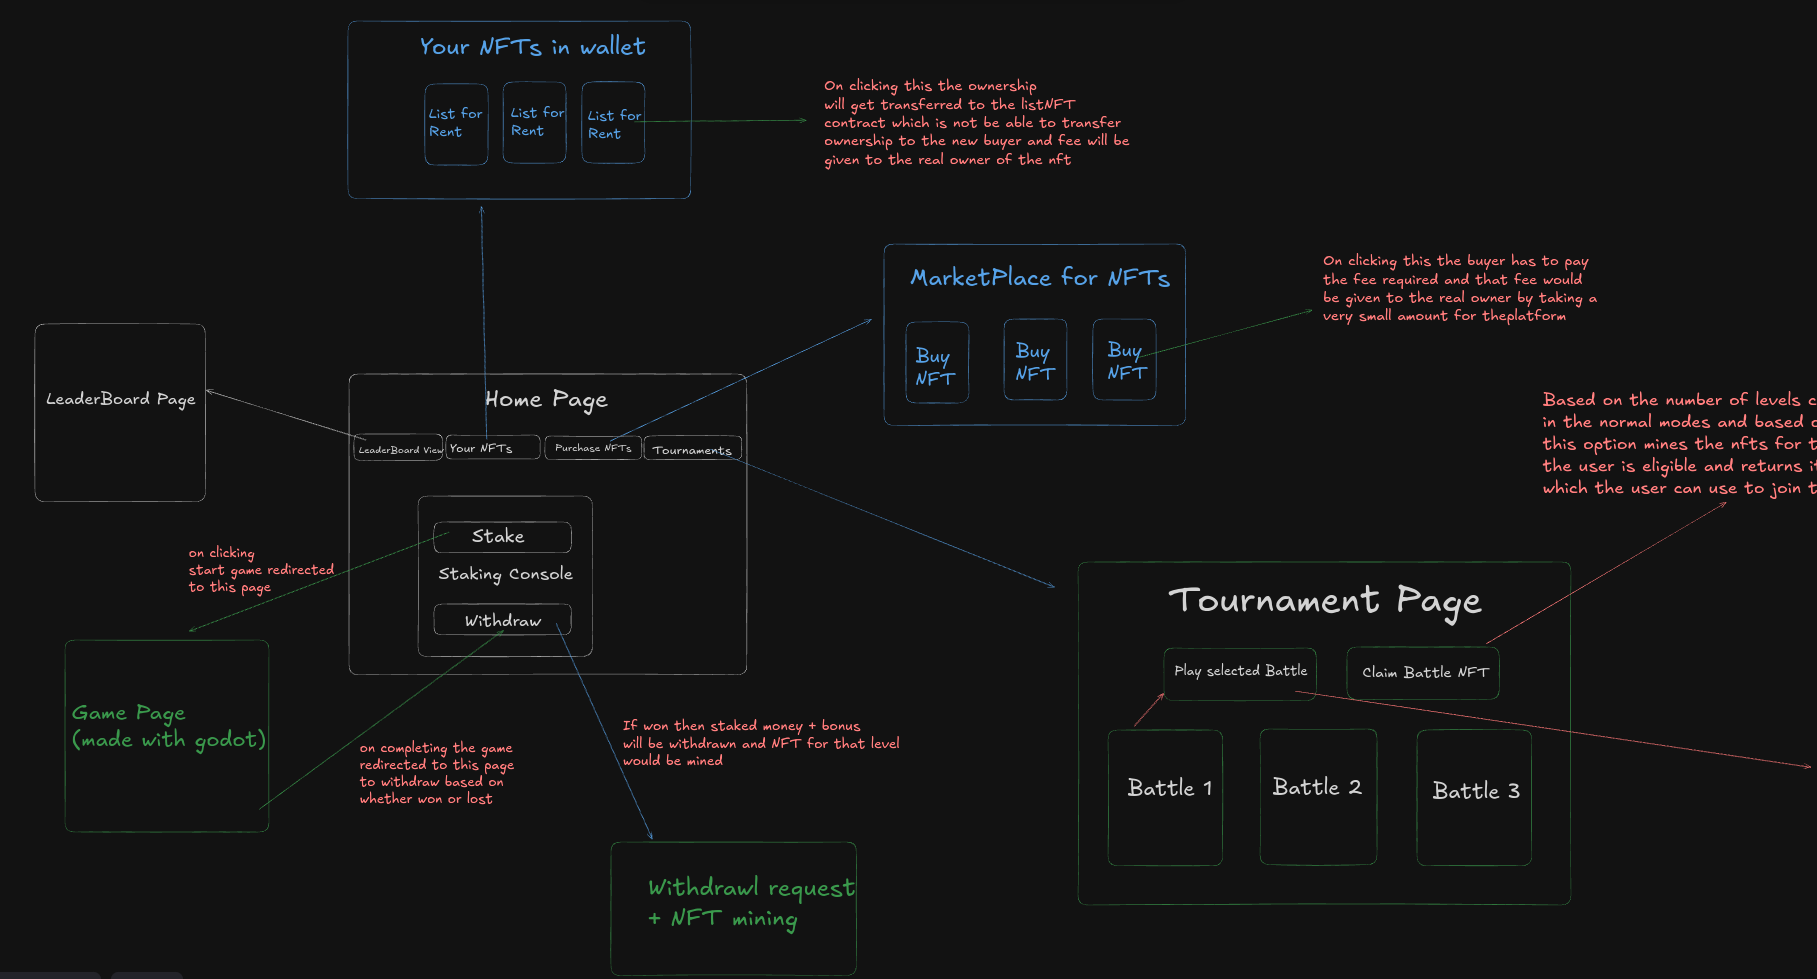 Your NFTs in wallet
List for
Rent
List for
Rent
List for
Rent
On clicking this the ownership
will get transferred to the listNFT
contract which is not be able to transfer
ownership to the new buyer and fee will be
given to the real owner of the nft
MarketPlace for NFTs
Buy
NFT
Buy
NFT
Buy
NFT
On clicking this the buyer has to pay
the fee required and that fee would
be given to the real owner by taking a
very small amount for theplatform
LeaderBoard Page
Home Page
LeaderBoard View
Your NFTs
Purchase NFTs
Tournaments
Stake
Staking Console
Withdraw
on clicking
start game redirected
to this page
Game Page
(made with godot)
on completing the game
redirected to this page
to withdraw based on
whether won or lost
If won then staked money + bonus
will be withdrawn and NFT for that level
would be mined
Withdrawl request
+ NFT mining
Based on the number of levels
in the normal modes and based
this option mines the nfts for
the user is eligible and returns
which the user can use to join
Tournament Page
Play selected Battle
Claim Battle NFT
Battle 1
Battle 2
Battle 3